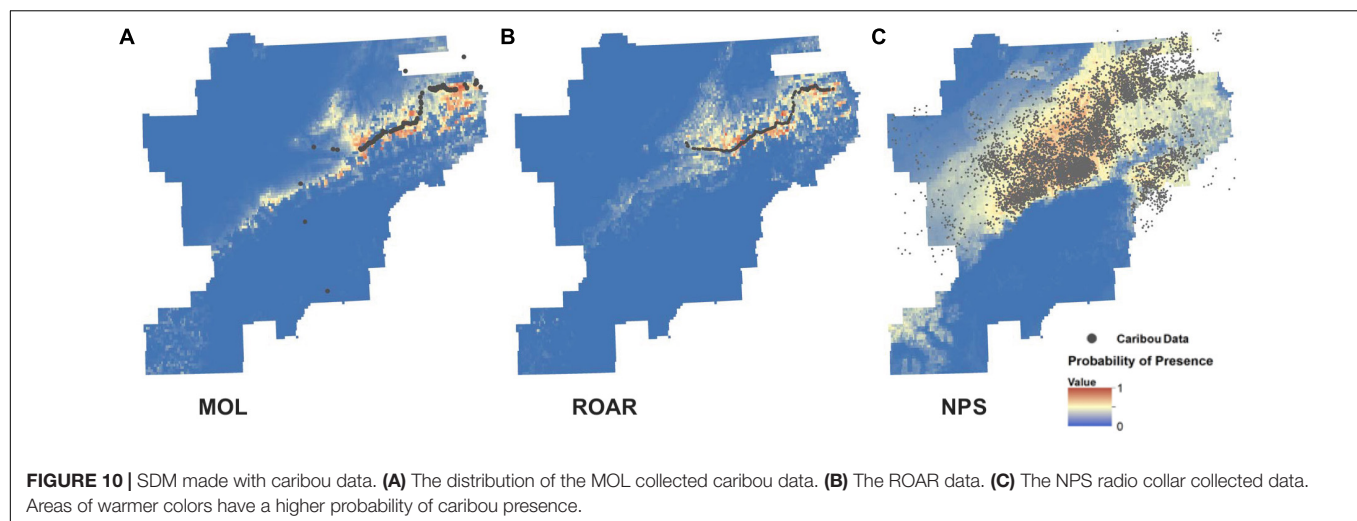 A
B
C
Caribou Data
Probability of Presence
Value
1
0
MOL
ROAR
NPS
FIGURE 10 | SDM made with caribou data. (A) The distribution of the MOL collected caribou data. (B) The ROAR data. (C) The NPS radio collar collected data.
Areas of warmer colors have a higher probability of caribou presence.